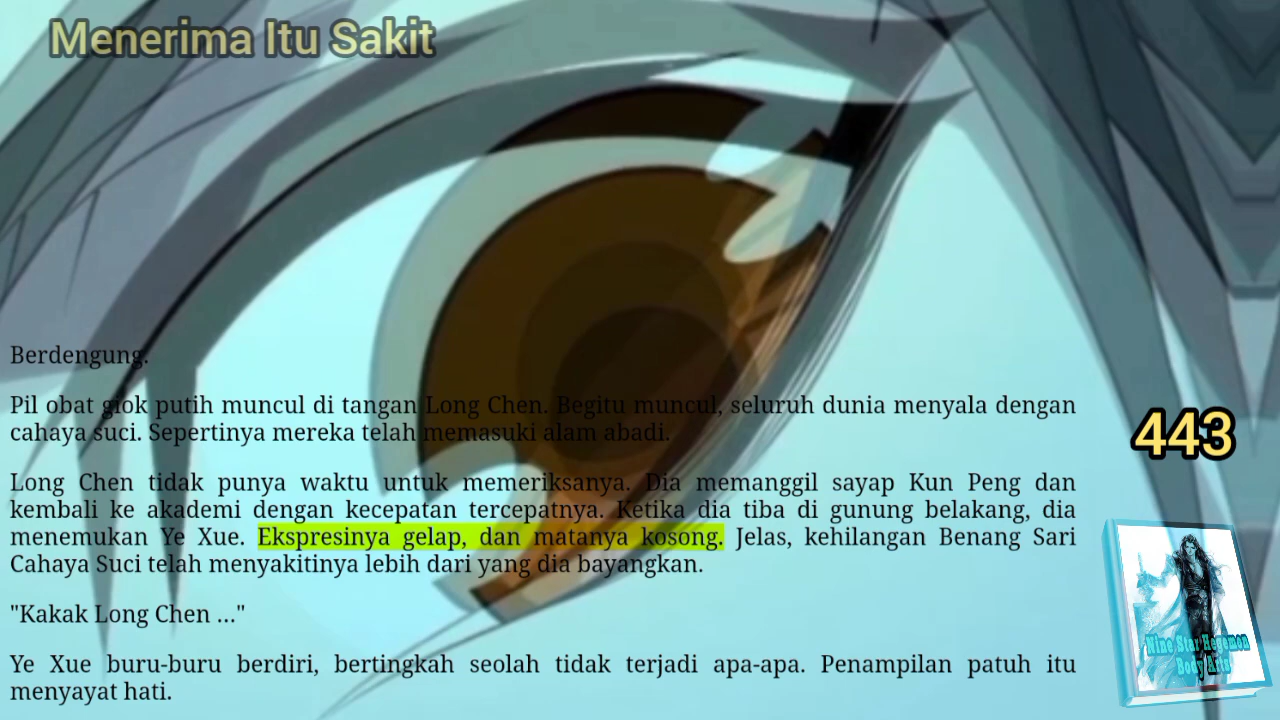 Menerima Itu Sakit
Berdengung.
Pil obat giok putih muncul di tangan Long Chen. Begitu muncul, seluruh dunia menyala dengan
cahaya suci. Sepertinya mereka telah memasuki alam abadi.
Long Chen tidak punya waktu untuk memeriksanya. Dia memanggil sayap Kun Peng dan
kembali ke akademi dengan kecepatan tercepatnya. Ketika dia tiba di gunung belakang, dia
menemukan Ye Xue. Ekspresinya gelap, dan matanya kosong. Jelas, kehilangan Benang Sari
Cahaya Suci telah menyakitinya lebih dari yang dia bayangkan.
"Kakak Long Chen ..."
Ye Xue buru-buru berdiri, bertingkah seolah tidak terjadi apa-apa. Penampilan patuh itu
menyayat hati.
443
Nine Star Hegemon
Body Arts